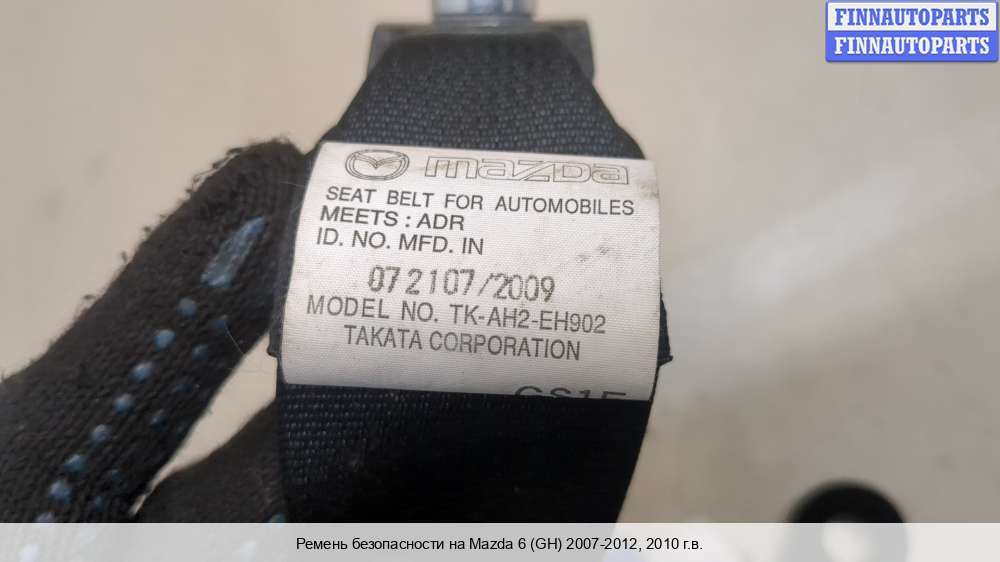 FINNAUTOPARTS
FINNAUTOPARTS
mazda
SEAT BELT FOR AUTOMOBILES
MEETS : ADR
ID. NO. MFD. IN
072107/2009
MODEL NO. TK-AH2-EH902
TAKATA CORPORATION
Ремень безопасности на Mazda 6 (GH) 2007-2012, 2010 г.в.